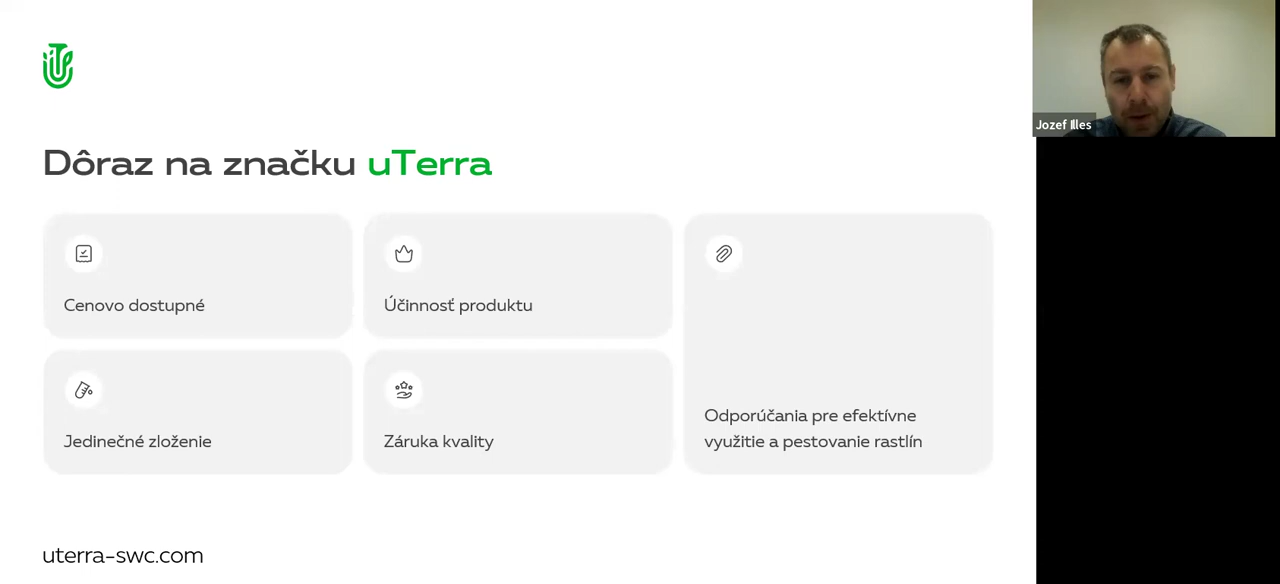 Dôraz na značku uTerra
Cenovo dostupné
Účinnosť produktu
Jedinečné zloženie
Záruka kvality
Odporúčania pre efektívne
využitie a pestovanie rastlín
uterra-swc.com
Jozef Illes